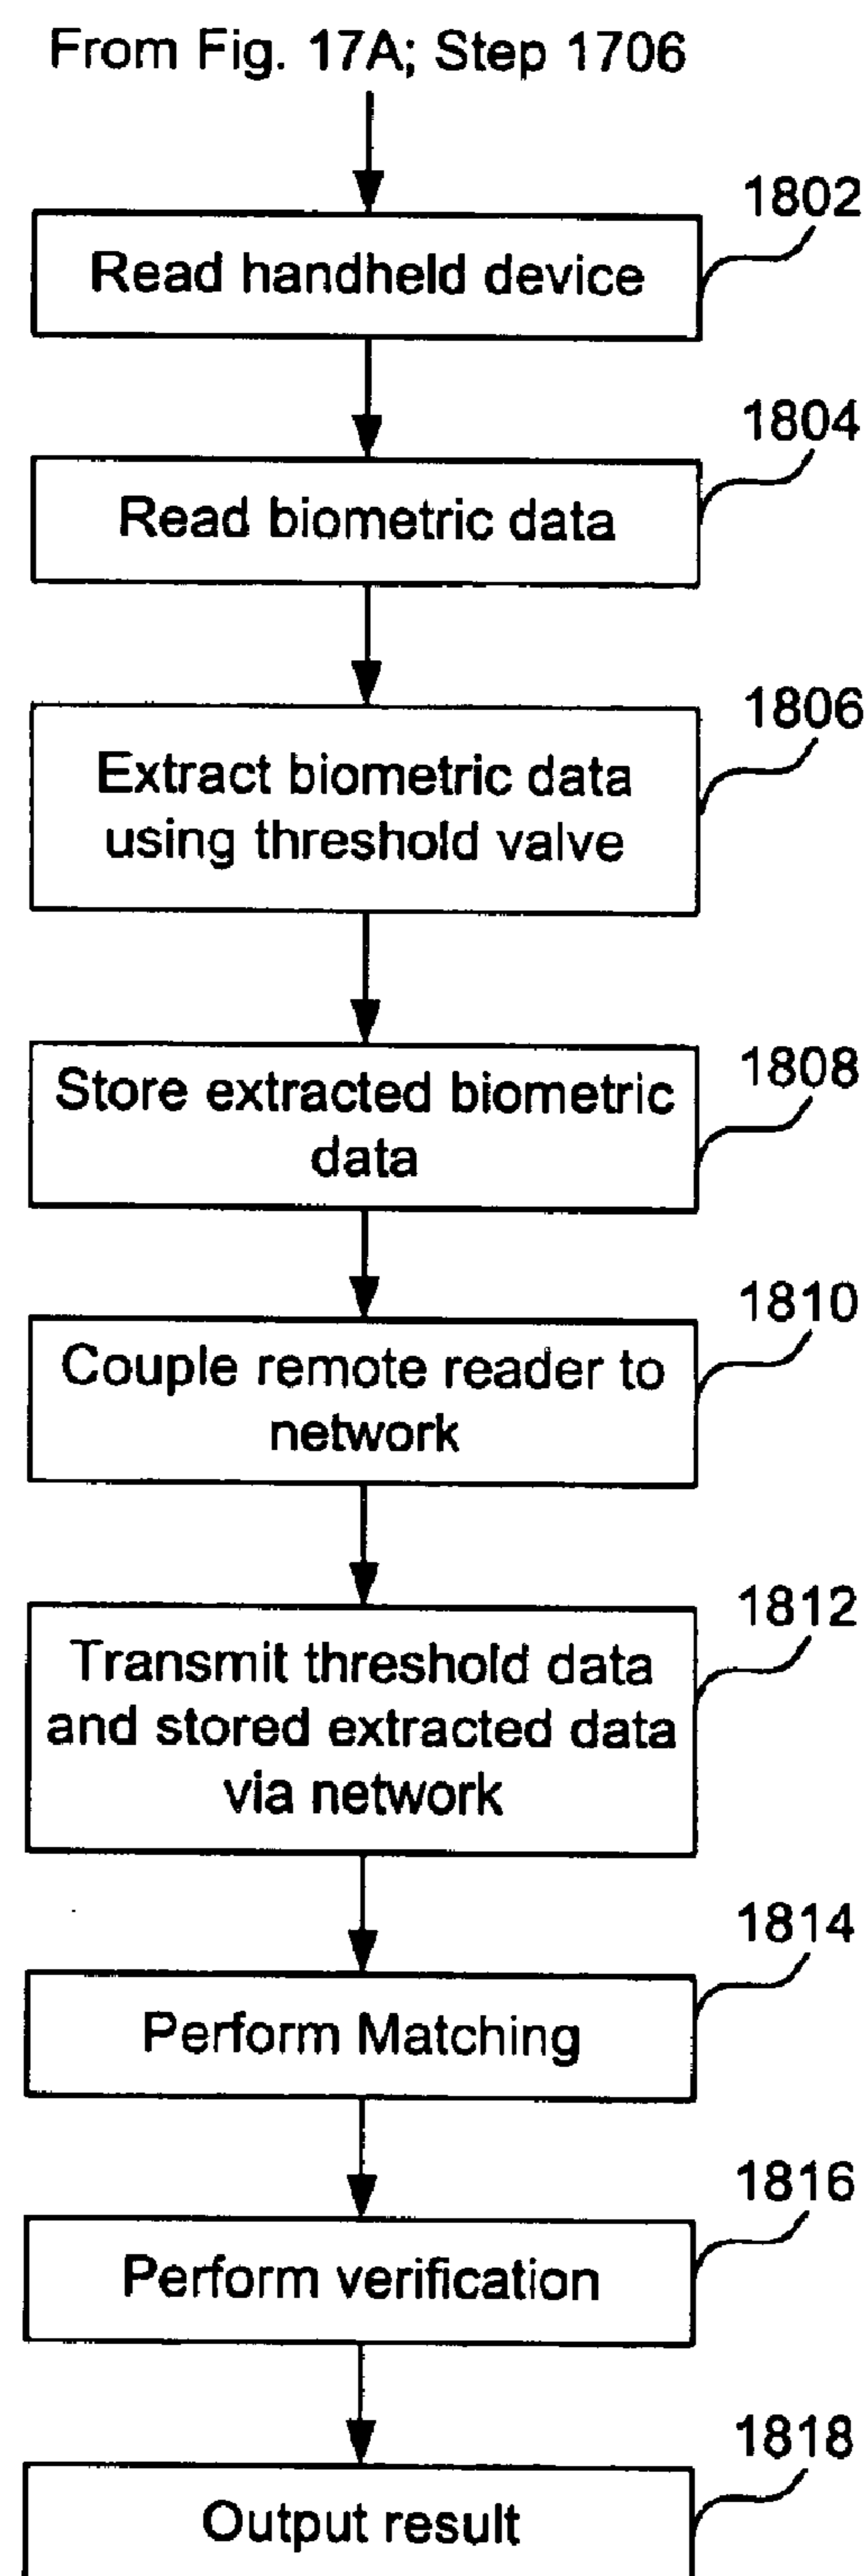 From Fig. 17A; Step 1706
1802
Read handheld device
1804
Read biometric data
1806
Extract biometric data
using threshold valve
1808
Store extracted biometric
data
1810
Couple remote reader to
network
1812
Transmit threshold data
and stored extracted data
via network
1814
Perform Matching
1816
Perform verification
1818
Output result